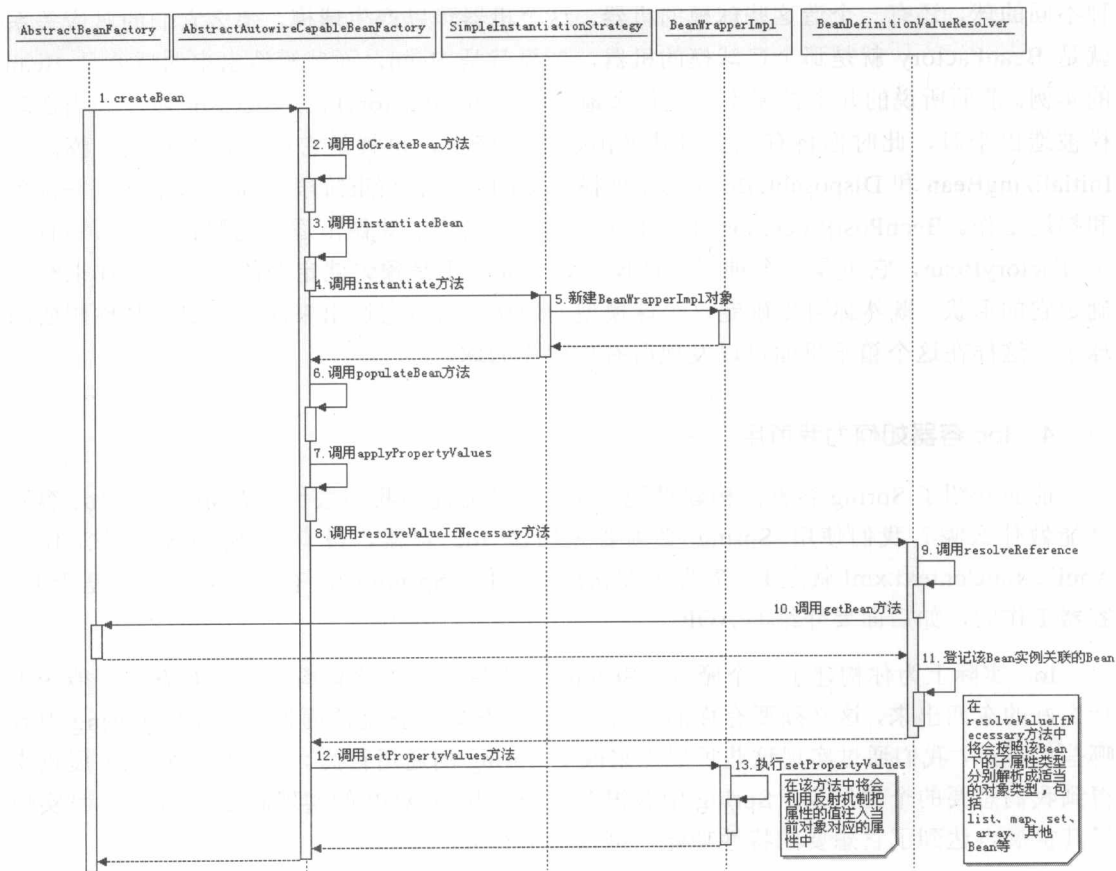 AbstractBeanFactory
AbstractAutowireCapableBeanFactory
SimpleInstantiationStrategy
BeanWrapperImpl
BeanDefinitionValueResolver
1.createBean
2.调用doCreateBean方法
3.调用instantiateBean
4.调用instantiate方法
5.新建BeanWrapperImpl对象
6.调用populateBean方法
7.调用applyPropertyValues
8.调用resolveValueIfNecessary方法
9.调用resolveReference
10.调用getBean方法
11.登记该Bean实例关联的Bean
12.调用setPropertyValues方法
13.执行setPropertyValues
在该方法中将会
利用反射机制把
属性的值注入当
前对象对应的属
性中
在
resolveValueIfN
ecessary方法中
将会按照该Bean
下的子属性类型
分别解析成适当
的对象类型,包
括
list、map、set、
array、其他
Bean等